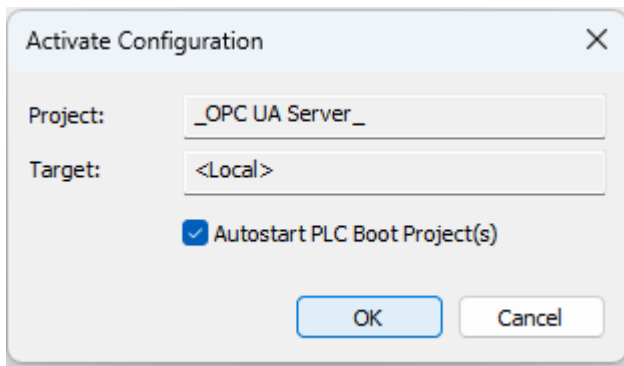 Activate Configuration
Project: _OPC UA Server_
Target: <Local>
Autostart PLC Boot Project(s)
OK Cancel